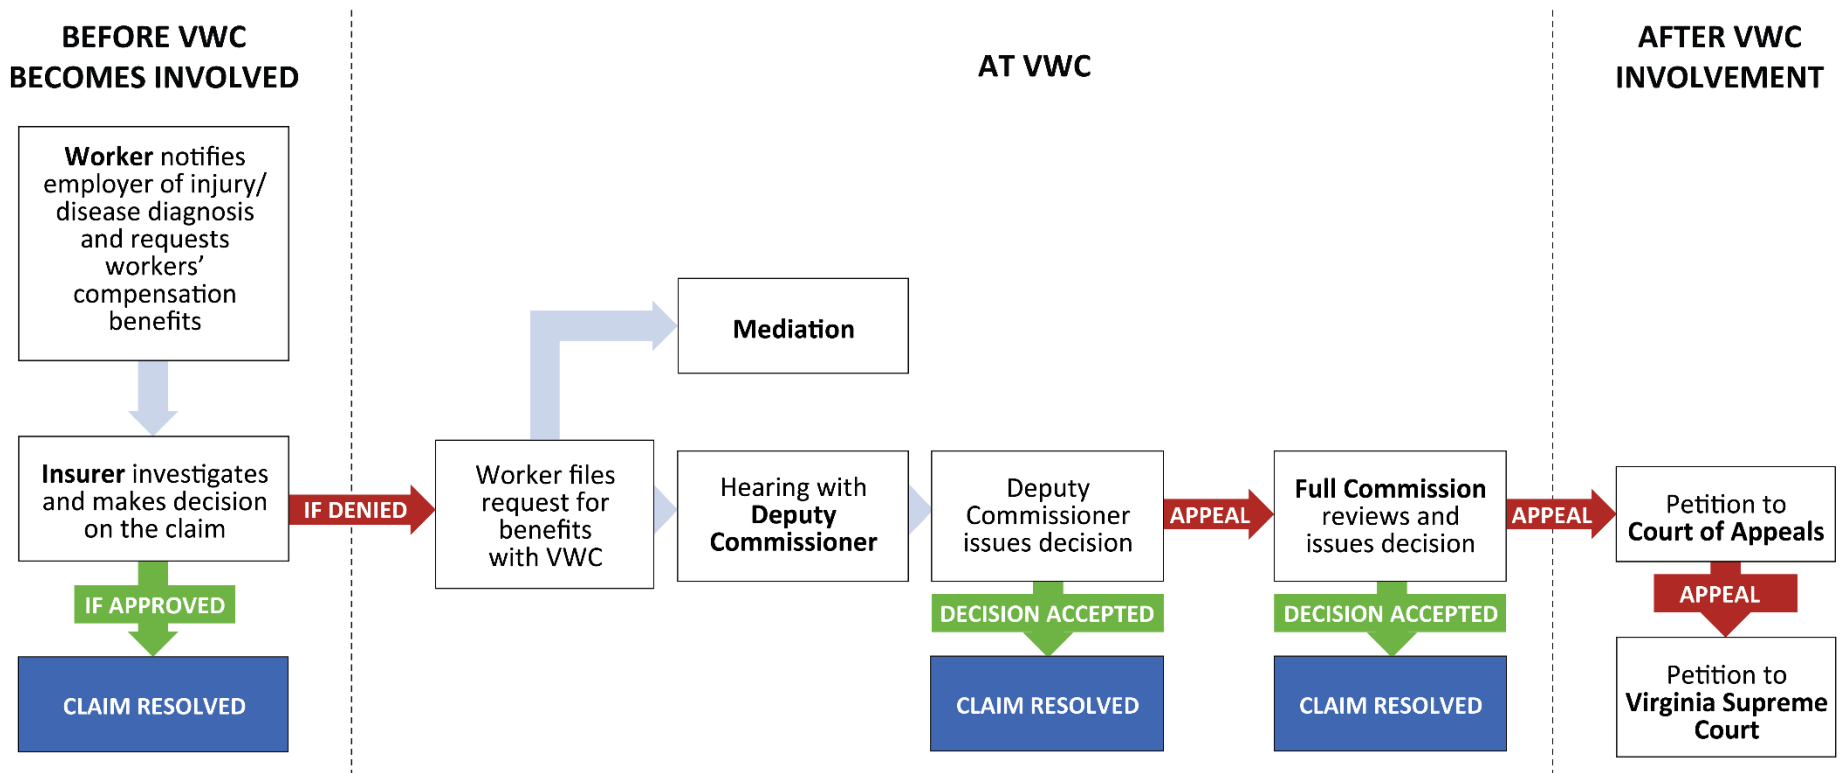 BEFORE VWC
BECOMES INVOLVED
AT VWC
AFTER VWC
INVOLVEMENT
Worker notifies
employer of injury/
disease diagnosis
and requests
workers’
compensation
benefits
Mediation
Insurer investigates
and makes decision
on the claim
IF DENIED
Worker files
request for
benefits
with VWC
Hearing with
Deputy
Commissioner
Deputy
Commissioner
issues decision
APPEAL
Full Commission
reviews and
issues decision
APPEAL
Petition to
Court of Appeals
IF APPROVED
DECISION ACCEPTED
DECISION ACCEPTED
APPEAL
CLAIM RESOLVED
CLAIM RESOLVED
CLAIM RESOLVED
Petition to
Virginia Supreme
Court